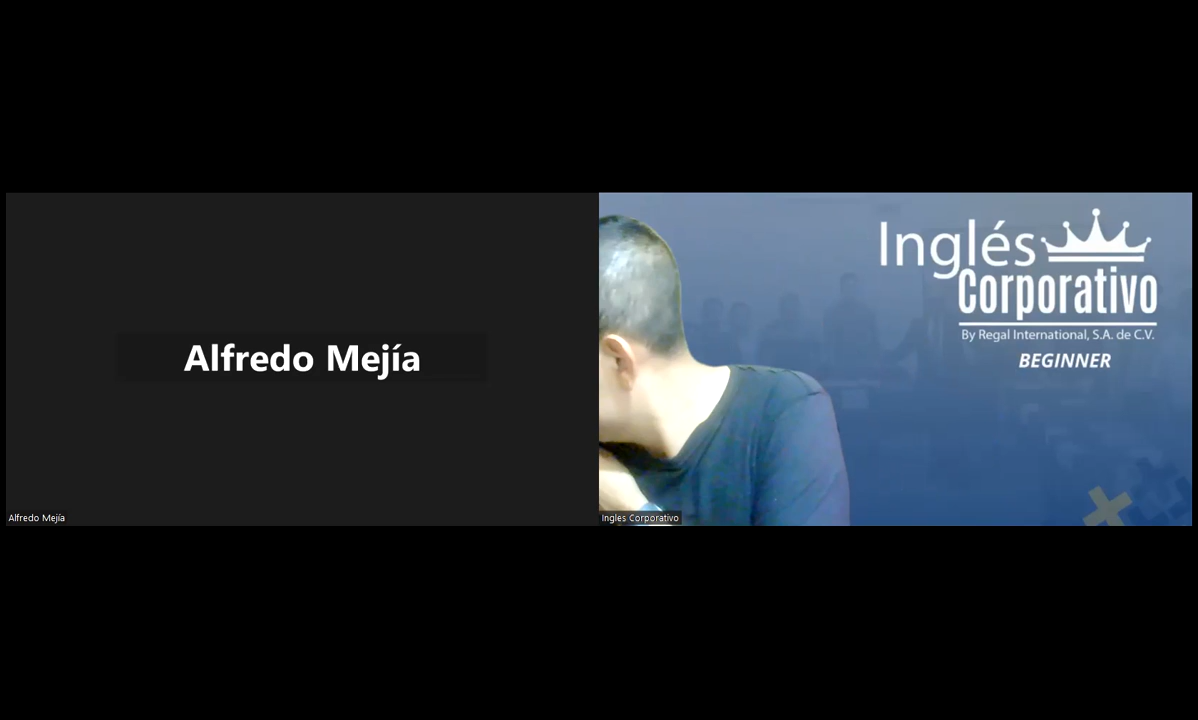 Alfredo Mejía
Alfredo Mejía
Inglés
Corporativo
By Regal International, S.A. de C.V.
BEGINNER
Ingles Corporativo